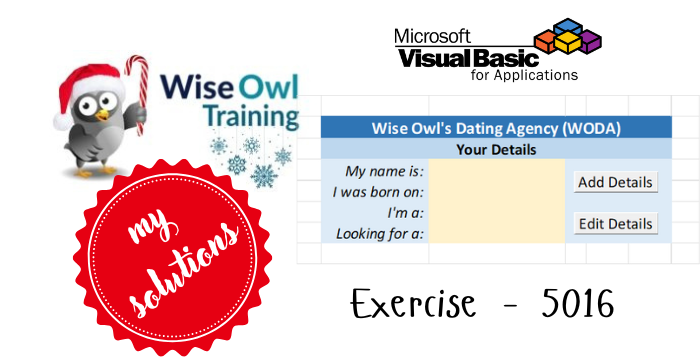 Microsoft
Visual Basic
for Applications
Wise Owl
Training
Wise Owl's Dating Agency (WODA)
Your Details
My name is:
I was born on:
I'm a:
Looking for a:
Add Details
Edit Details
my
solutions
Exercise - 5016